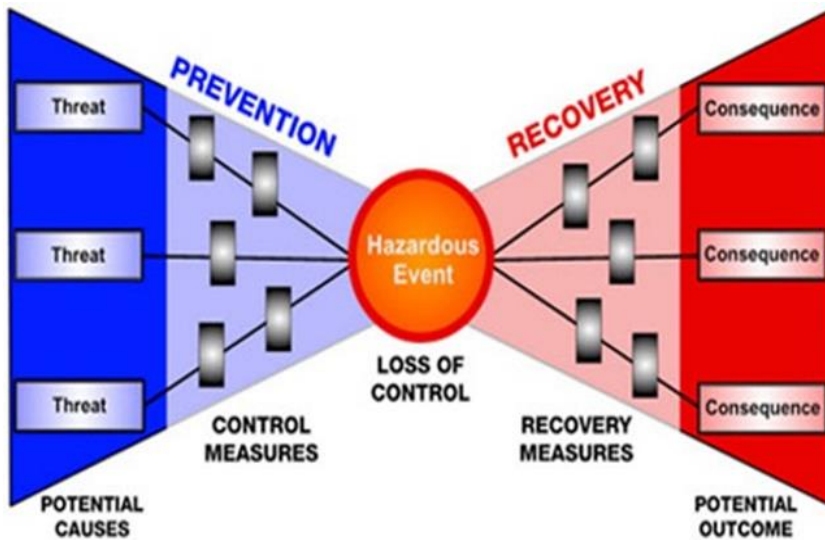 PREVENTION
RECOVERY
Threat
Threat
Threat
Hazardous
Event
Consequence
Consequence
Consequence
LOSS OF
CONTROL
CONTROL
MEASURES
RECOVERY
MEASURES
POTENTIAL
CAUSES
POTENTIAL
OUTCOME